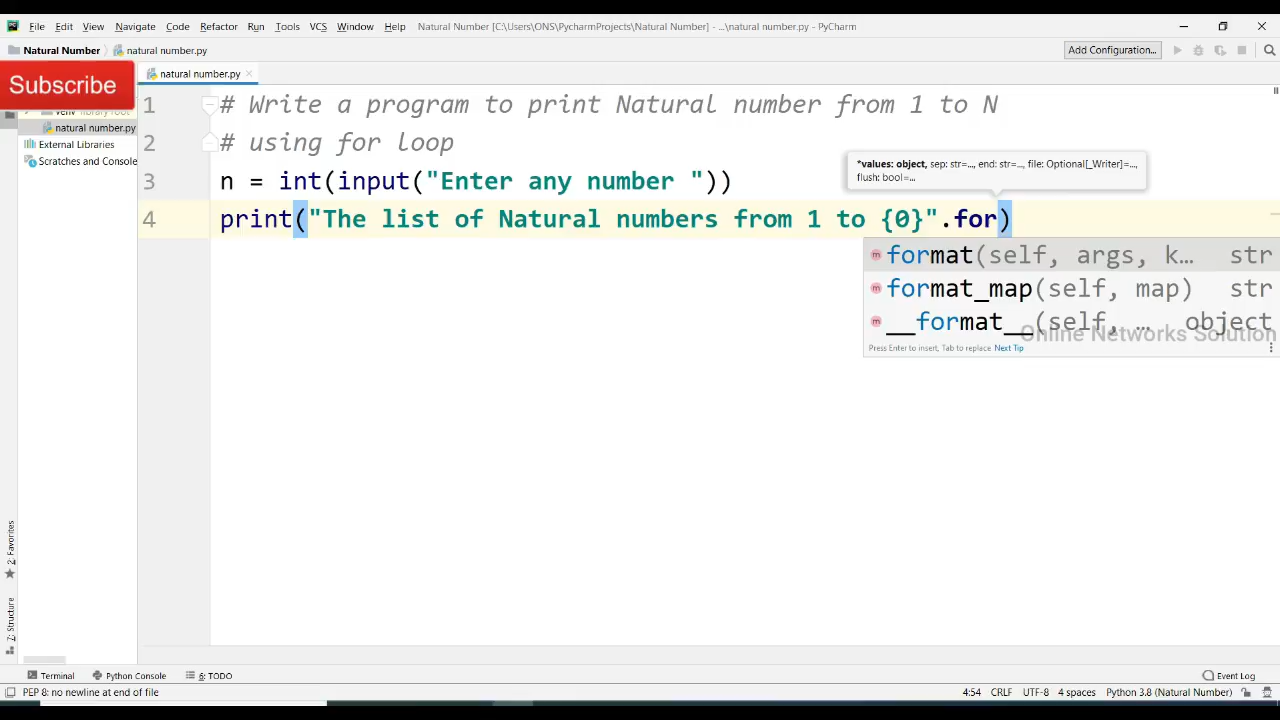 File Edit View Navigate Code Refactor Run Tools VCS Window Help Natural Number [C:\Users\ONS\PycharmProjects\Natural Number] - ...\natural number.py - PyCharm
Natural Number natural number.py Add Configuration...
natural number.py
Subscribe
venv library root
natural number.py
External Libraries
Scratches and Console
1 # Write a program to print Natural number from 1 to N
2 # using for loop
*values: object, sep: str=..., end: str=..., file: Optional[_Writer]=...,
flush: bool=...
3 n = int(input("Enter any number "))
4 print("The list of Natural numbers from 1 to {0}".for)
format(self, args, k… str
format_map(self, map) str
__format__(self, … object
Online Networks Solution
Press Enter to insert, Tab to replace Next Tip
2: Favorites
7: Structure
Terminal Python Console 6: TODO Event Log
PEP 8: no newline at end of file 4:54 CRLF UTF-8 4 spaces Python 3.8 (Natural Number)